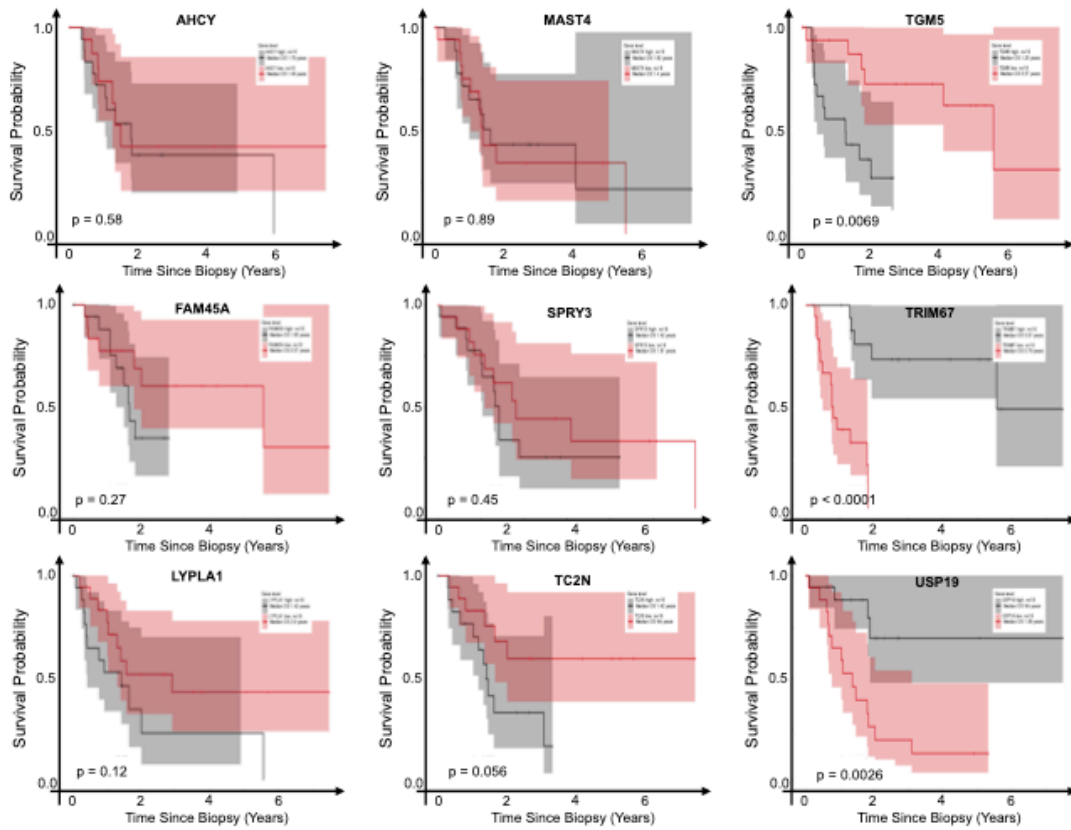 AHCY
1.0
0.5
0.0
Survival Probability
p = 0.58
0 2 4 6
Time Since Biopsy (Years)
MAST4
1.0
0.5
0.0
Survival Probability
p = 0.89
0 2 4 6
Time Since Biopsy (Years)
TGM5
1.0
0.5
0.0
Survival Probability
p = 0.0069
0 2 4 6
Time Since Biopsy (Years)
FAM45A
1.0
0.5
0.0
Survival Probability
p = 0.27
0 2 4 6
Time Since Biopsy (Years)
SPRY3
1.0
0.5
0.0
Survival Probability
p = 0.45
0 2 4 6
Time Since Biopsy (Years)
TRIM67
1.0
0.5
0.0
Survival Probability
p < 0.0001
0 2 4 6
Time Since Biopsy (Years)
LYPLA1
1.0
0.5
0.0
Survival Probability
p = 0.12
0 2 4 6
Time Since Biopsy (Years)
TC2N
1.0
0.5
0.0
Survival Probability
p = 0.056
0 2 4 6
Time Since Biopsy (Years)
USP19
1.0
0.5
0.0
Survival Probability
p = 0.0026
0 2 4 6
Time Since Biopsy (Years)